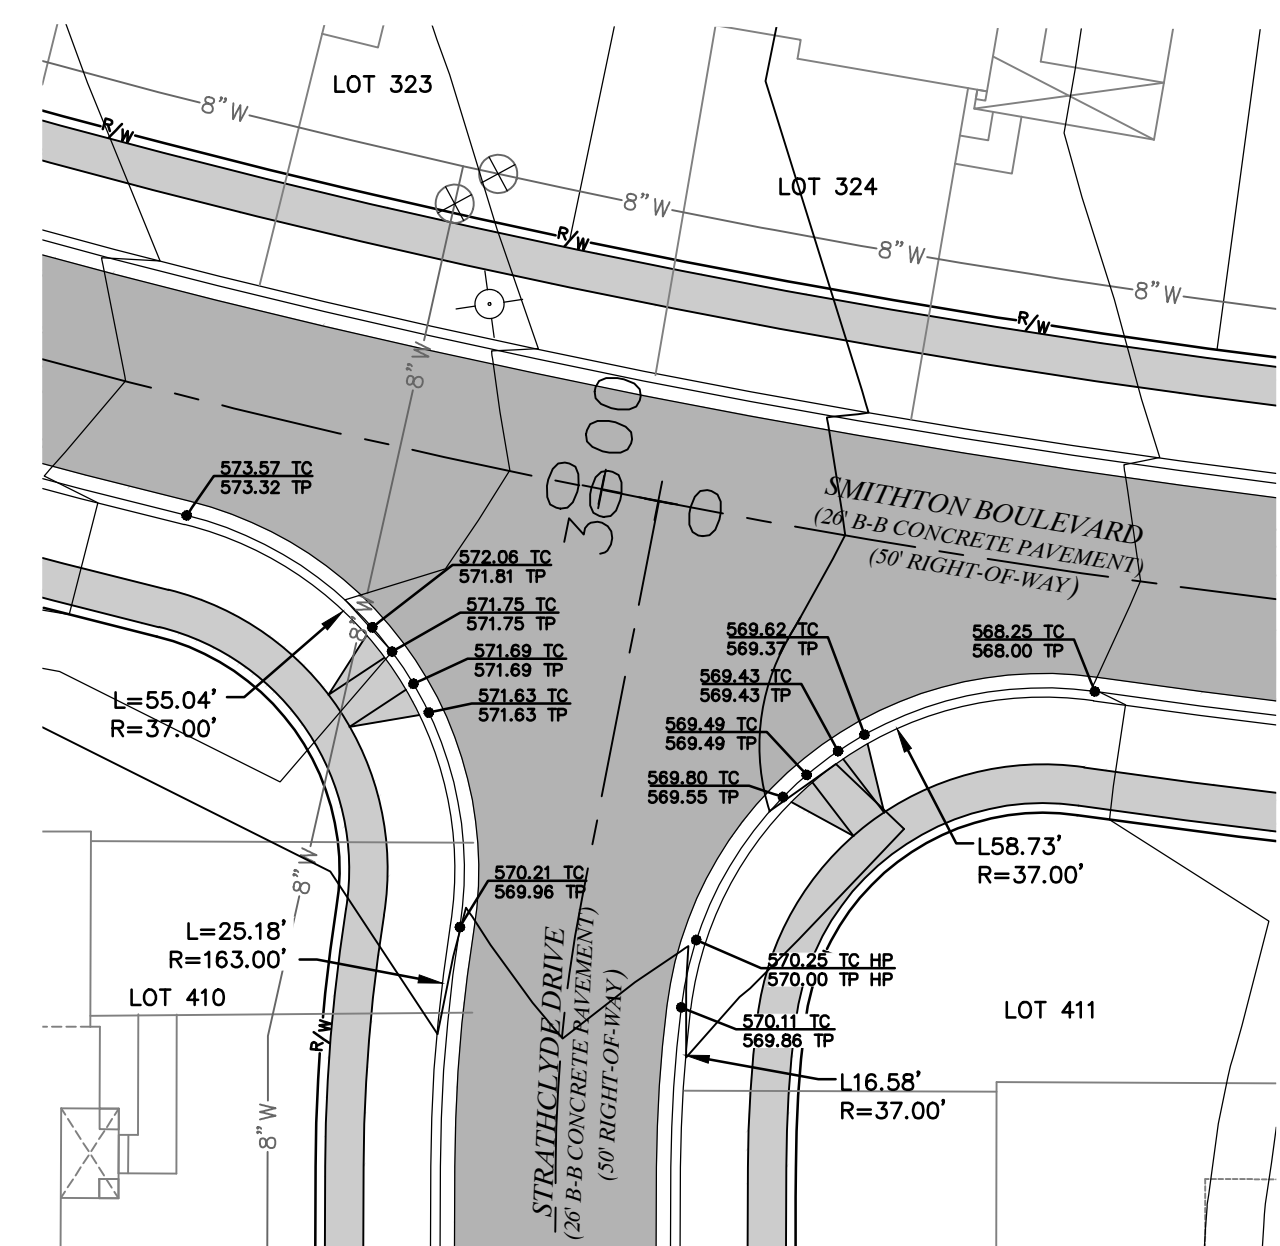 LOT 323
8" W
R/W
LOT 324
8" W
R/W
8" W
8" W
R/W
8" W
573.57 TC
573.32 TP
30+00
0+00
SMITHTON BOULEVARD
(26' B-B CONCRETE PAVEMENT)
(50' RIGHT-OF-WAY)
572.06 TC
571.81 TP
571.75 TC
571.75 TP
571.69 TC
571.69 TP
571.63 TC
571.63 TP
8" W
L=55.04'
R=37.00'
569.62 TC
569.37 TP
569.43 TC
569.43 TP
569.49 TC
569.49 TP
569.80 TC
569.55 TP
568.25 TC
568.00 TP
L58.73'
R=37.00'
8" W
570.21 TC
569.96 TP
L=25.18'
R=163.00'
LOT 410
R/W
570.25 TC HP
570.00 TP HP
570.11 TC
569.86 TP
LOT 411
L16.58'
R=37.00'
8" W
STRATHCLYDE DRIVE
(26' B-B CONCRETE PAVEMENT)
(50' RIGHT-OF-WAY)